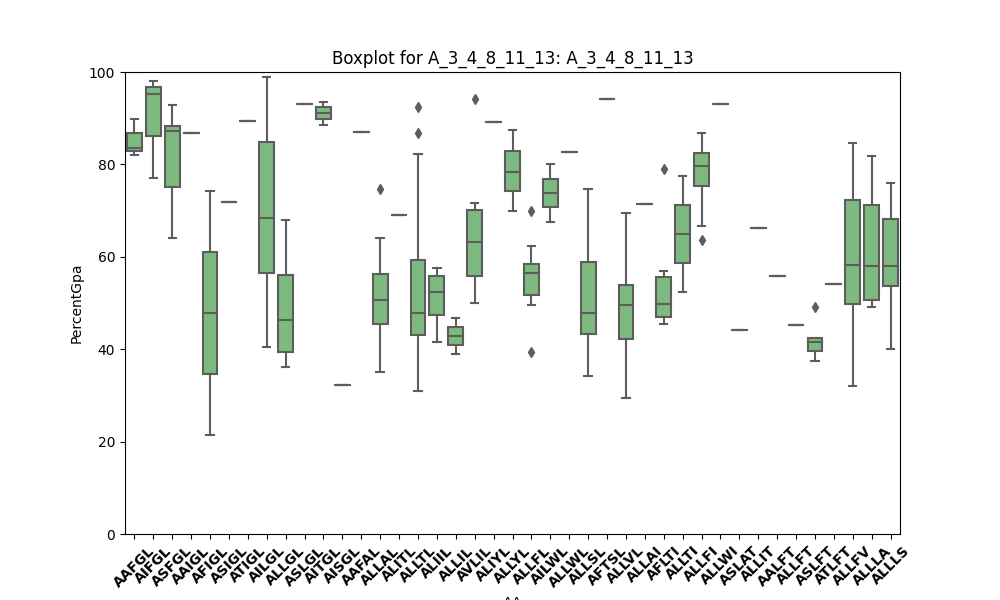 Boxplot for A_3_4_8_11_13: A_3_4_8_11_13
PercentGpa
100
80
60
40
20
0
AAFGL
AIFGL
ASFGL
AAIGL
AFIGL
ASIGL
ATIGL
AILGL
ALLGL
ASLGL
AITGL
AISGL
AAFAL
ALLAL
ALITL
ALLTL
ALIIL
ALLIL
AVLIL
ALIYL
ALLYL
ALLFL
AILWL
ALLWL
ALLSL
AFTSL
ALLVL
ALLAI
AFLTI
ALLTI
ALLFI
ALLWI
ASLAT
ALLIT
AALFT
ALLFT
ASLFT
ATLFT
ALLFV
ALLLA
ALLLS